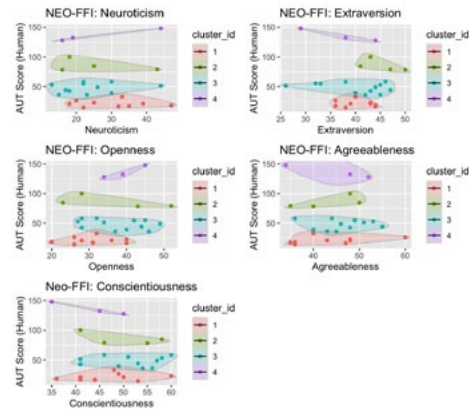 NEO-FFI: Neuroticism
AUT Score (Human)
150
100
50
10
20
30
40
Neuroticism
cluster_id
1
2
3
4
NEO-FFI: Extraversion
AUT Score (Human)
150
100
50
25
30
35
40
45
50
Extraversion
cluster_id
1
2
3
4
NEO-FFI: Openness
AUT Score (Human)
150
100
50
20
30
40
50
Openness
cluster_id
1
2
3
4
NEO-FFI: Agreeableness
AUT Score (Human)
150
100
50
40
50
60
Agreeableness
cluster_id
1
2
3
4
Neo-FFI: Conscientiousness
AUT Score (Human)
150
100
50
35
40
45
50
55
60
Conscientiousness
cluster_id
1
2
3
4